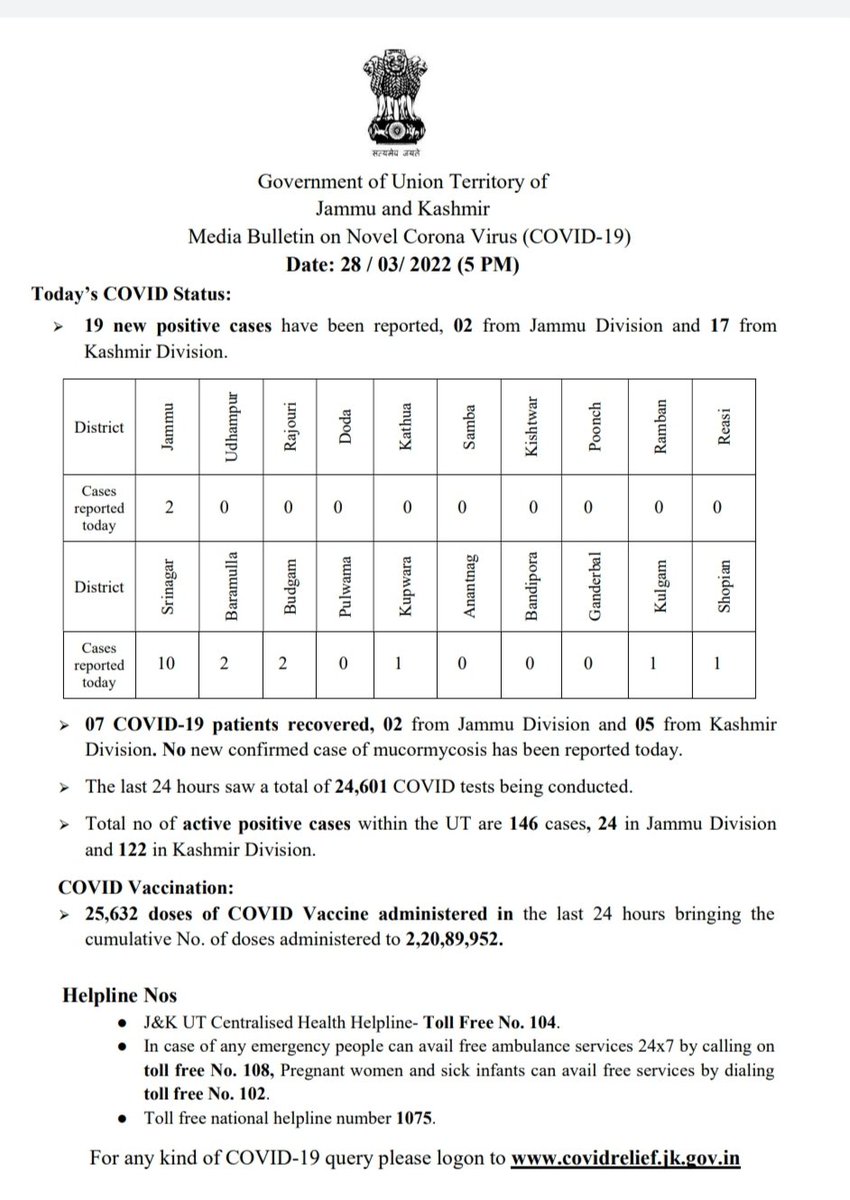 सत्यमेव जयते
Government of Union Territory of
Jammu and Kashmir
Media Bulletin on Novel Corona Virus (COVID-19)
Date: 28 / 03/ 2022 (5 PM)
Today’s COVID Status:
➢ 19 new positive cases have been reported, 02 from Jammu Division and 17 from
Kashmir Division.
District Jammu Udhampur Rajouri Doda Kathua Samba Kishtwar Poonch Ramban Reasi
Cases
reported
today 2 0 0 0 0 0 0 0 0 0
District Srinagar Baramulla Budgam Pulwama Kupwara Anantnag Bandipora Ganderbal Kulgam Shopian
Cases
reported
today 10 2 2 0 1 0 0 0 1 1
➢ 07 COVID-19 patients recovered, 02 from Jammu Division and 05 from Kashmir
Division. No new confirmed case of mucormycosis has been reported today.
➢ The last 24 hours saw a total of 24,601 COVID tests being conducted.
➢ Total no of active positive cases within the UT are 146 cases, 24 in Jammu Division
and 122 in Kashmir Division.
COVID Vaccination:
➢ 25,632 doses of COVID Vaccine administered in the last 24 hours bringing the
cumulative No. of doses administered to 2,20,89,952.
Helpline Nos
● J&K UT Centralised Health Helpline- Toll Free No. 104.
● In case of any emergency people can avail free ambulance services 24x7 by calling on
toll free No. 108, Pregnant women and sick infants can avail free services by dialing
toll free No. 102.
● Toll free national helpline number 1075.
For any kind of COVID-19 query please logon to www.covidrelief.jk.gov.in